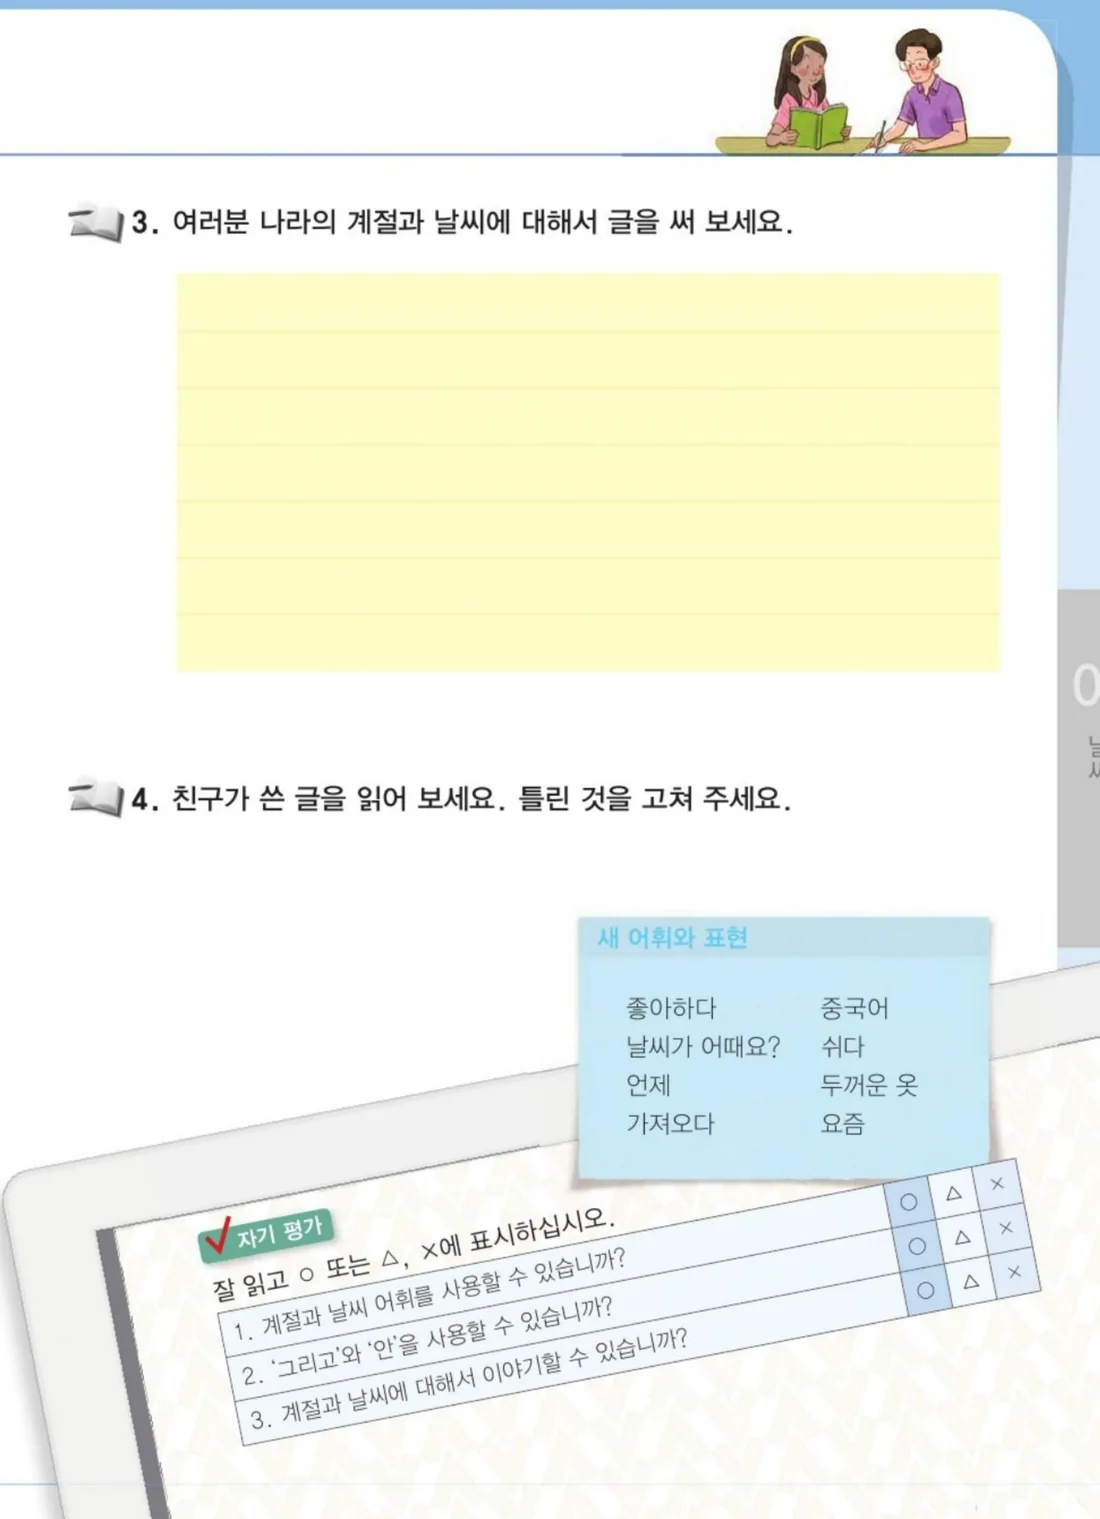 3. 여러분 나라의 계절과 날씨에 대해서 글을 써 보세요.
4. 친구가 쓴 글을 읽어 보세요. 틀린 것을 고쳐 주세요.
새 어휘와 표현
좋아하다 중국어
날씨가 어때요? 쉬다
언제 두꺼운 옷
가져오다 요즘
자기 평가
잘 읽고 ○ 또는 △, ×에 표시하십시오.
1. 계절과 날씨 어휘를 사용할 수 있습니까? ○ △ ×
2. ‘그리고’와 ‘안’을 사용할 수 있습니까? ○ △ ×
3. 계절과 날씨에 대해서 이야기할 수 있습니까? ○ △ ×